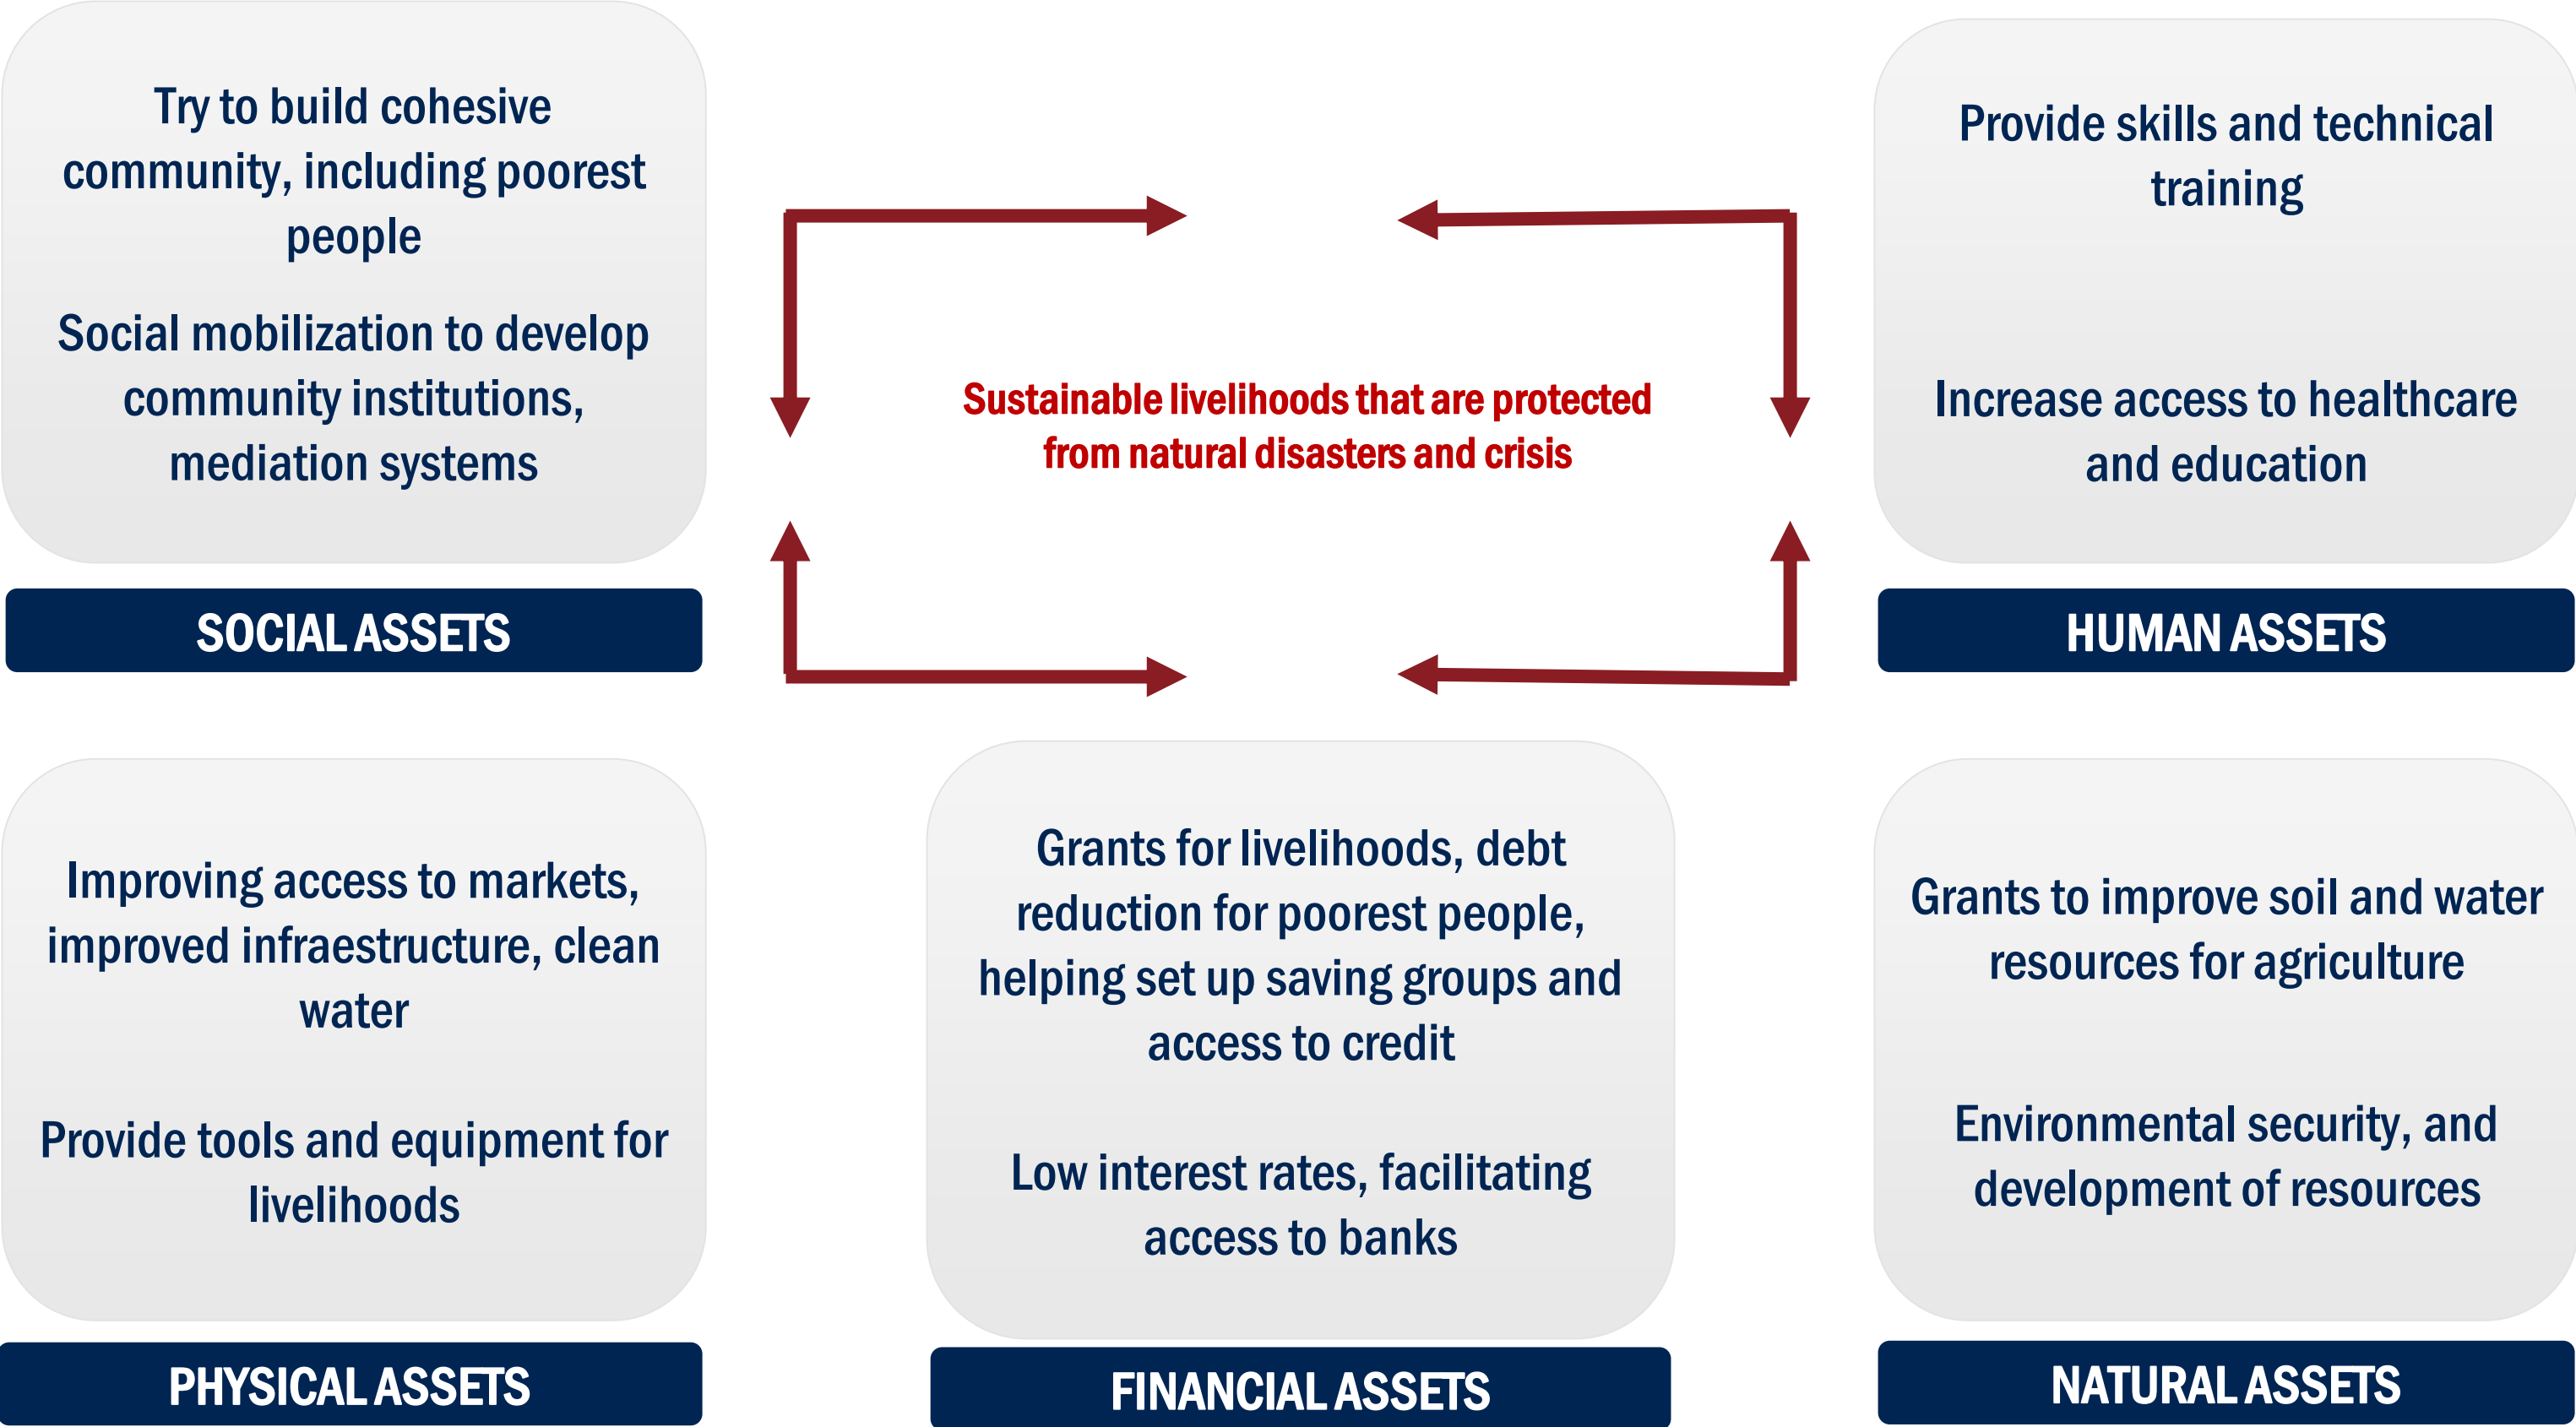 Try to build cohesive
community, including poorest
people
Social mobilization to develop
community institutions,
mediation systems
SOCIAL ASSETS
Sustainable livelihoods that are protected
from natural disasters and crisis
Provide skills and technical
training
Increase access to healthcare
and education
HUMAN ASSETS
Improving access to markets,
improved infraestructure, clean
water
Provide tools and equipment for
livelihoods
PHYSICAL ASSETS
Grants for livelihoods, debt
reduction for poorest people,
helping set up saving groups and
access to credit
Low interest rates, facilitating
access to banks
FINANCIAL ASSETS
Grants to improve soil and water
resources for agriculture
Environmental security, and
development of resources
NATURAL ASSETS